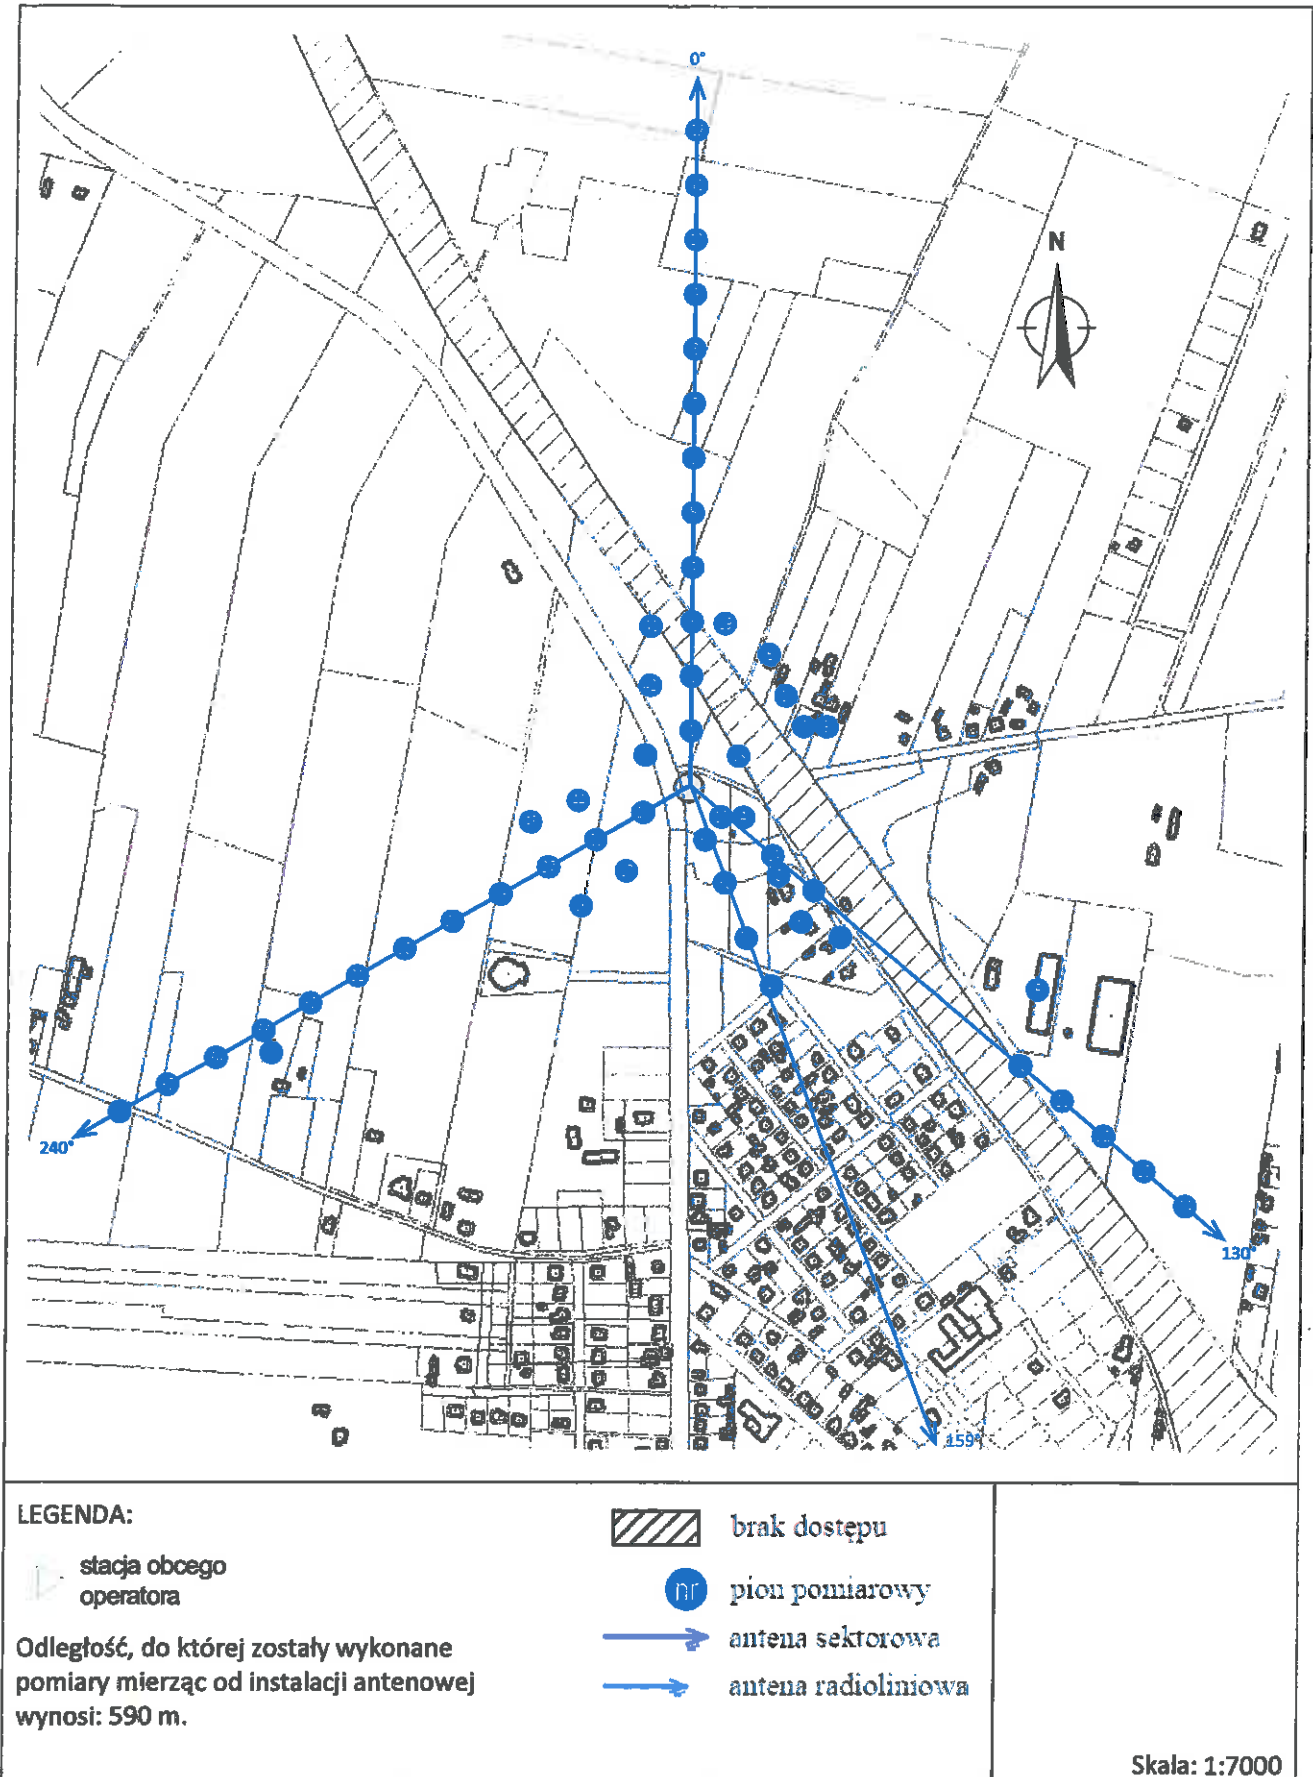 0°
N
240°
130°
159°
LEGENDA:
stacja obcego
operatora
Odległość, do której zostały wykonane
pomiary mierząc od instalacji antenowej
wynosi: 590 m.
brak dostępu
nr pion pomiarowy
antena sektorowa
antena radioliniowa
Skala: 1:7000